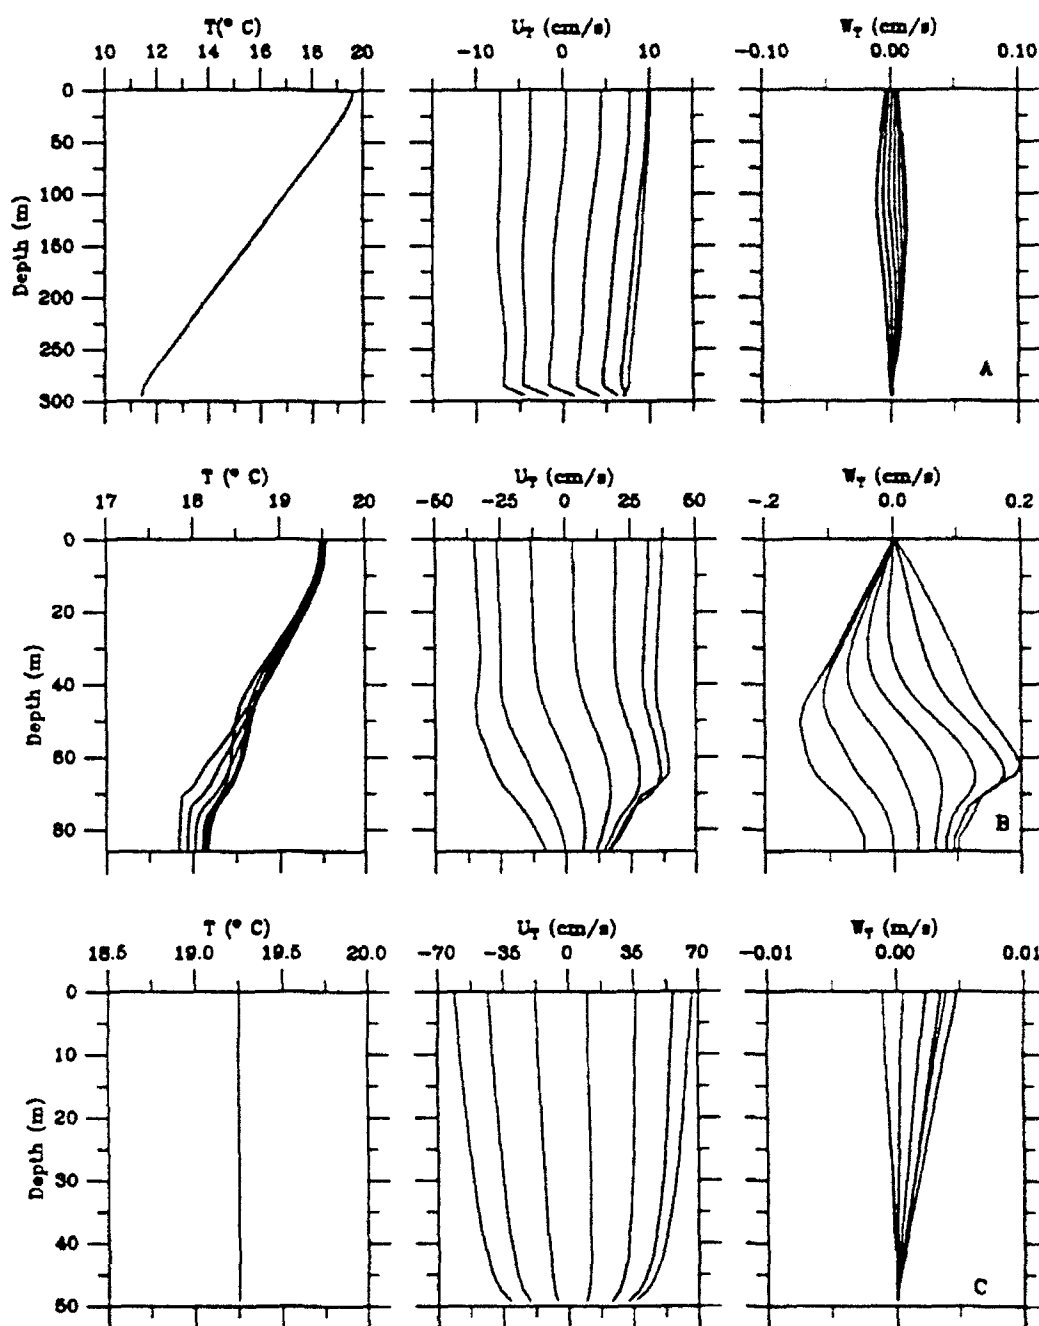 T(° C) U_T (cm/s) W_T (cm/s)
10 12 14 16 18 20 -10 0 10 -0.10 0.00 0.10
0
50
100
150
200
250
300
Depth (m)
A
T (° C) U_T (cm/s) W_T (cm/s)
17 18 19 20 -50 -25 0 25 50 -.2 0.0 0.2
0
20
40
60
80
Depth (m)
B
T (° C) U_T (cm/s) W_T (m/s)
18.5 19.0 19.5 20.0 -70 -35 0 35 70 -0.01 0.00 0.01
0
10
20
30
40
50
Depth (m)
C